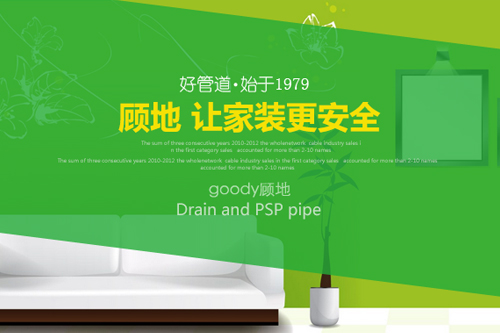 好管道·始于1979
顾地 让家装更安全
The sum of three consecutive years 2010-2012 the wholenetwork cable industry sales i
n the first category sales accounted for more than 2-10 names
The sum of three consecutive years 2010-2012 the wholenetwork cable industry sales in the first category sales accounted for more than 2-10 names
accounted for more than 2-10 names
goody顾地
Drain and PSP pipe